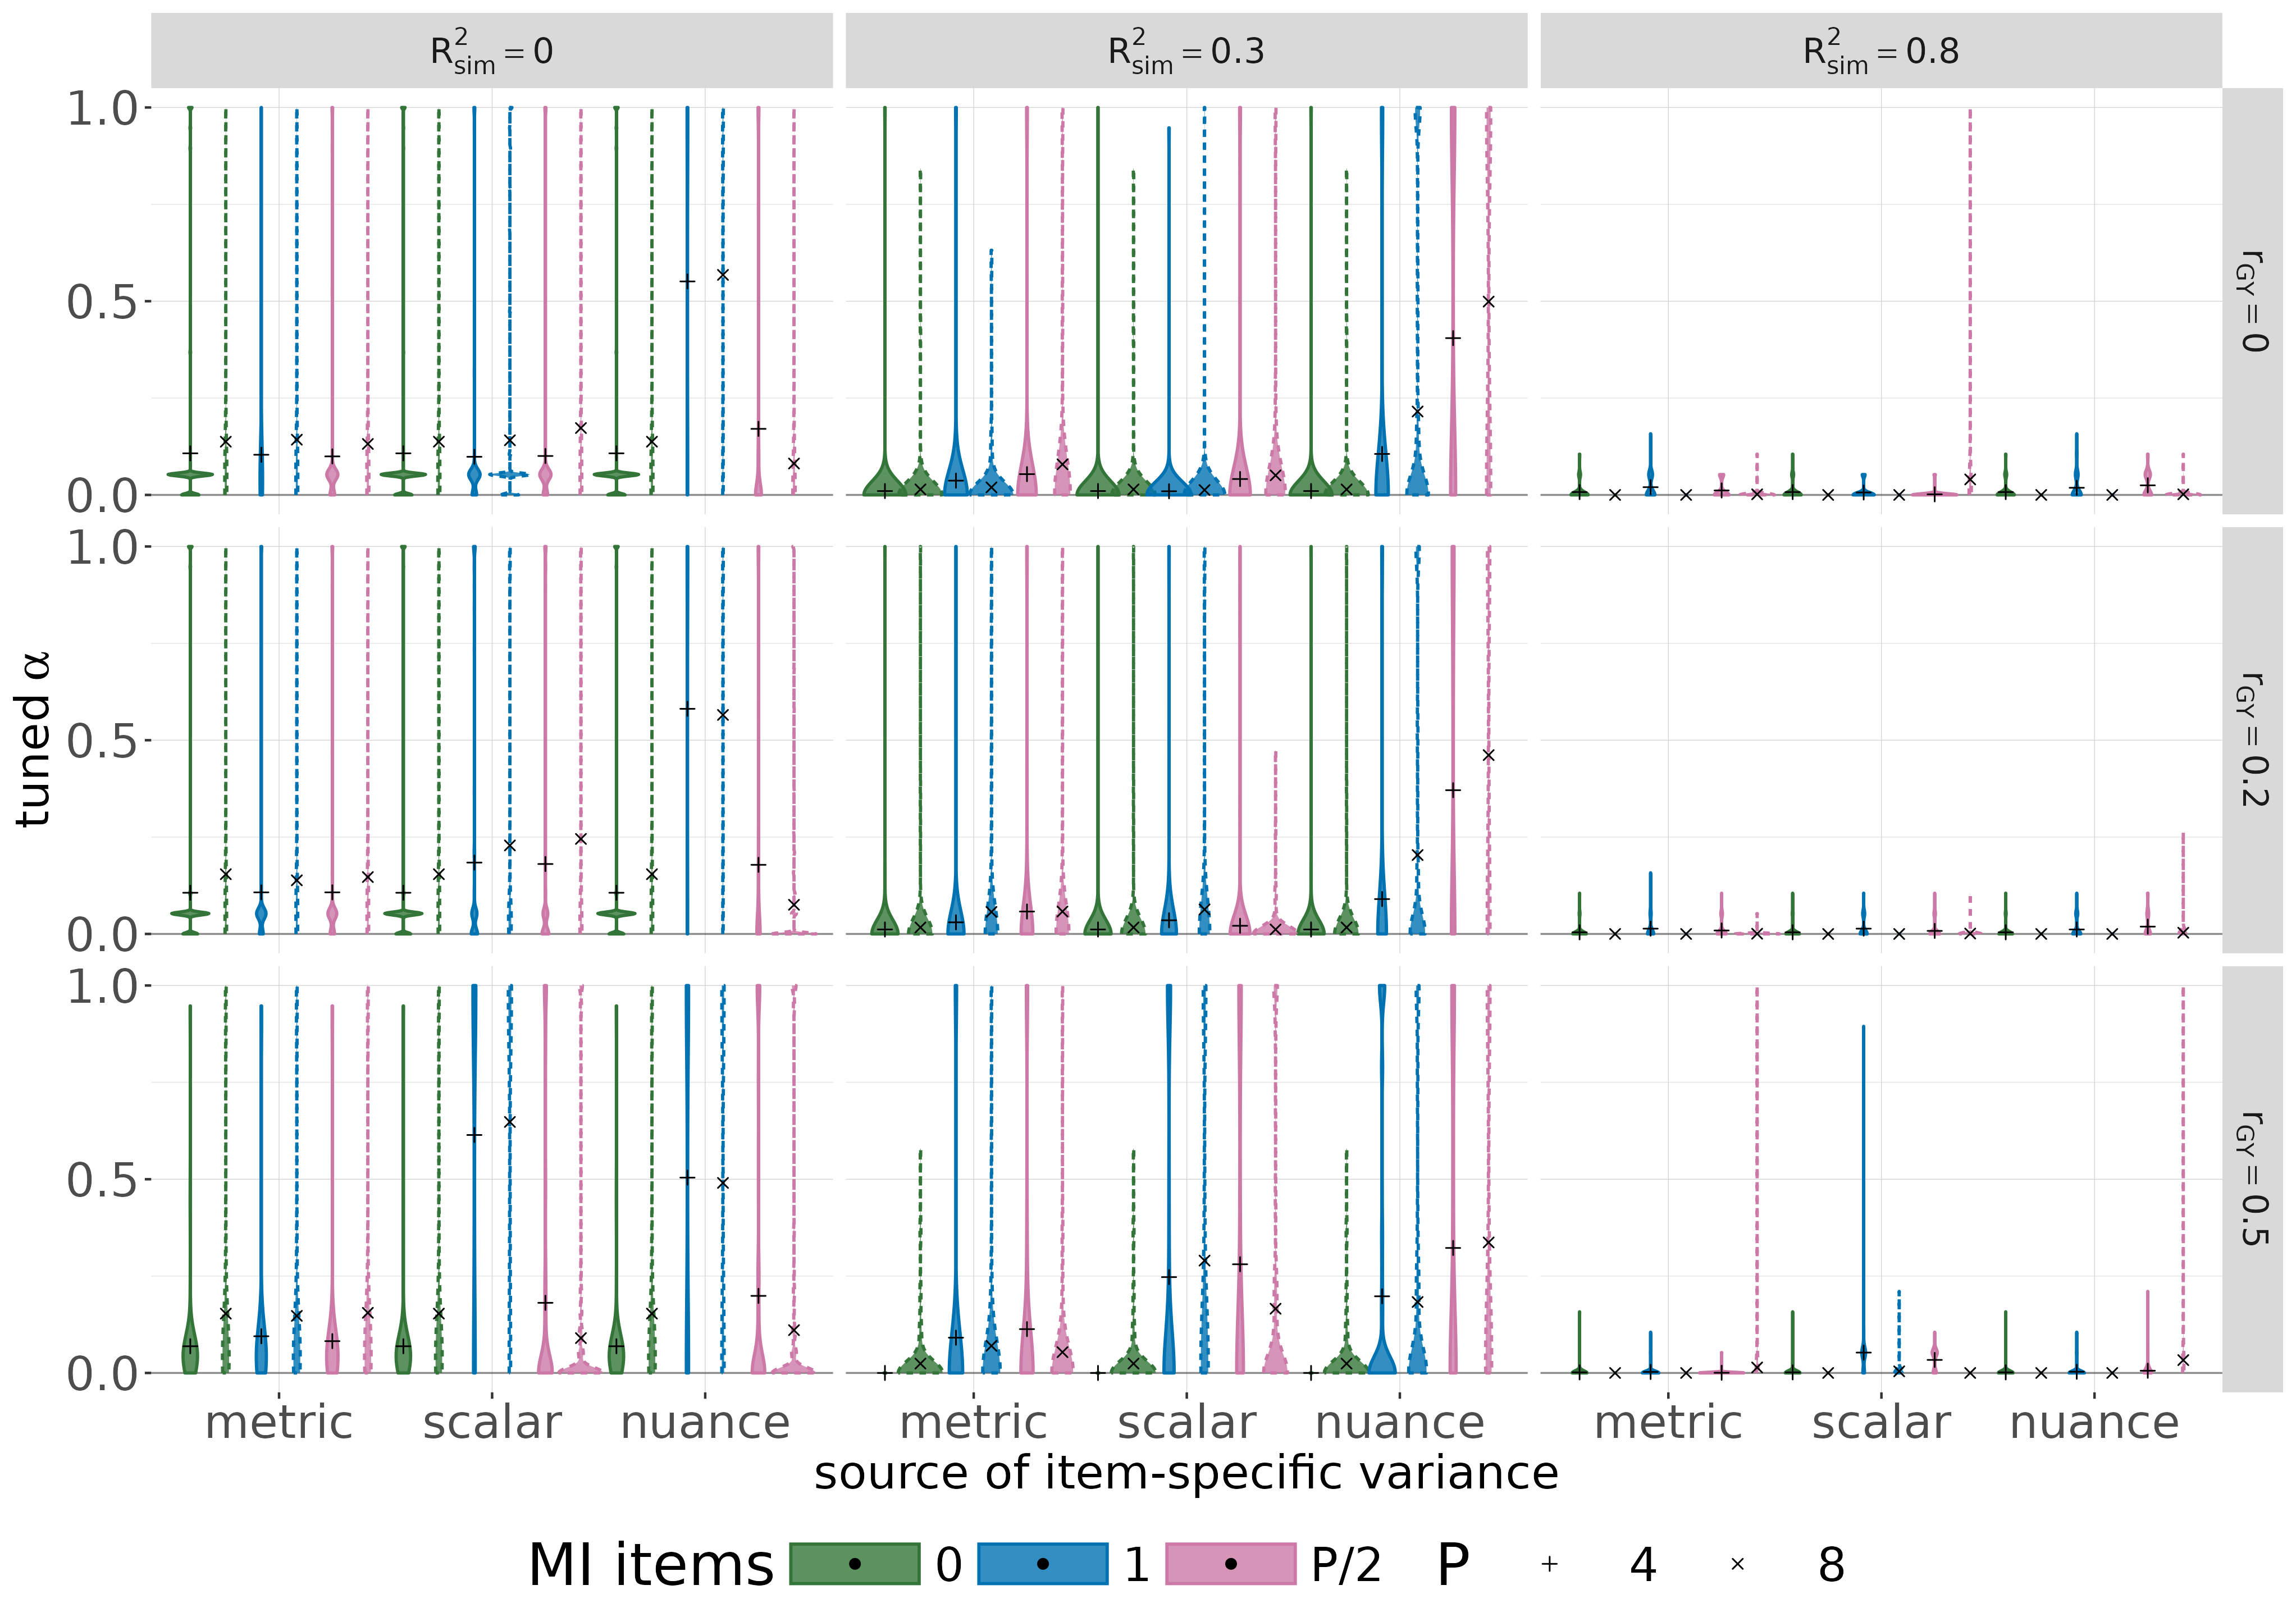 R²sim = 0 R²sim = 0.3 R²sim = 0.8
1.0
0.5
0.0
rGY = 0
1.0
0.5
0.0
rGY = 0.2
1.0
0.5
0.0
rGY = 0.5
tuned α
metric scalar nuance metric scalar nuance metric scalar nuance
source of item-specific variance
MI items 0 1 P/2 P 4 8